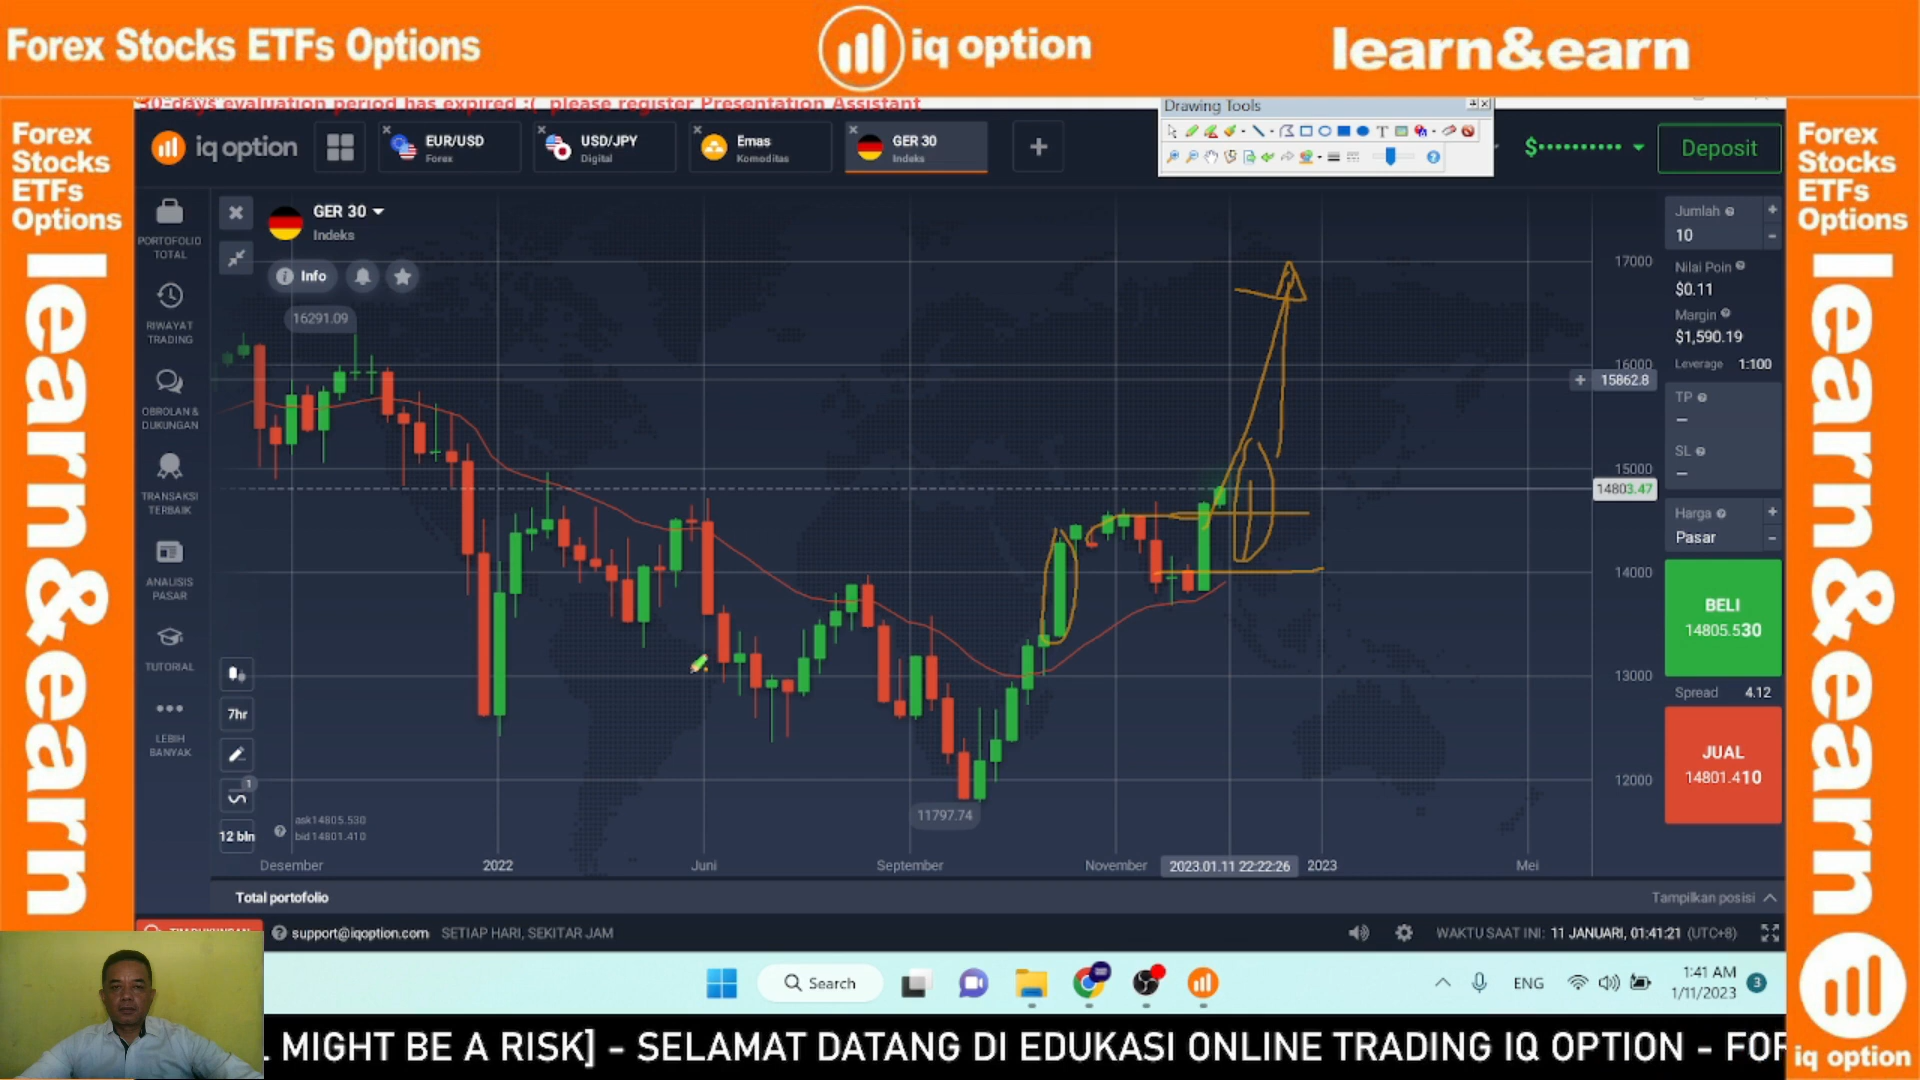 Forex Stocks ETFs Options
iq option
learn&earn
Forex
Stocks
ETFs
Options
learn&earn
30-days evaluation period has expired :( please register Presentation Assistant
Drawing Tools
iq option
EUR/USD
Forex
USD/JPY
Digital
Emas
Komoditas
GER 30
Indeks
+
$
Deposit
PORTOFOLIO
TOTAL
RIWAYAT
TRADING
OBROLAN &
DUKUNGAN
TRANSAKSI
TERBAIK
ANALISIS
PASAR
TUTORIAL
LEBIH
BANYAK
GER 30
Indeks
Info
16291.09
11797.74
7hr
1
12 bln
ask14805.530
bid14801.410
17000
16000
+ 15862.8
15000
14803.47
14000
13000
12000
Desember
2022
Juni
September
November
2023.01.11 22:22:26
2023
Mei
Jumlah
10
+
-
Nilai Poin
$0.11
Margin
$1,590.19
Leverage 1:100
TP
–
SL
–
Harga
Pasar
+
-
BELI
14805.530
Spread 4.12
JUAL
14801.410
Total portofolio
Tampilkan posisi
support@iqoption.com SETIAP HARI, SEKITAR JAM
WAKTU SAAT INI: 11 JANUARI, 01:41:21 (UTC+8)
Search
ENG
1:41 AM
1/11/2023
3
MIGHT BE A RISK] - SELAMAT DATANG DI EDUKASI ONLINE TRADING IQ OPTION - FOR
Forex
Stocks
ETFs
Options
learn&earn
iq option